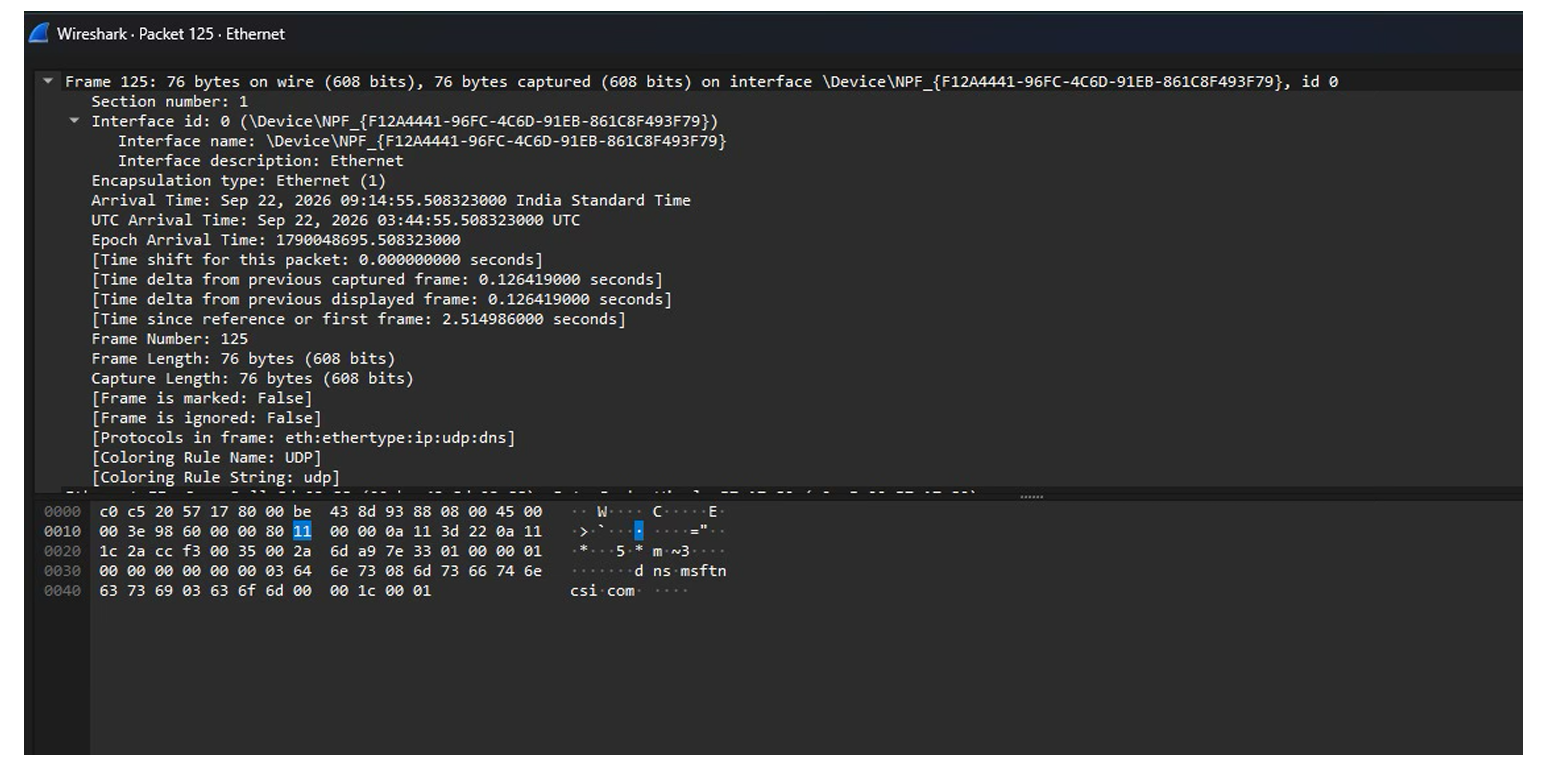 Wireshark · Packet 125 · Ethernet
Frame 125: 76 bytes on wire (608 bits), 76 bytes captured (608 bits) on interface \Device\NPF_{F12A4441-96FC-4C6D-91EB-861C8F493F79}, id 0
Section number: 1
Interface id: 0 (\Device\NPF_{F12A4441-96FC-4C6D-91EB-861C8F493F79})
Interface name: \Device\NPF_{F12A4441-96FC-4C6D-91EB-861C8F493F79}
Interface description: Ethernet
Encapsulation type: Ethernet (1)
Arrival Time: Sep 22, 2026 09:14:55.508323000 India Standard Time
UTC Arrival Time: Sep 22, 2026 03:44:55.508323000 UTC
Epoch Arrival Time: 1790048695.508323000
[Time shift for this packet: 0.000000000 seconds]
[Time delta from previous captured frame: 0.126419000 seconds]
[Time delta from previous displayed frame: 0.126419000 seconds]
[Time since reference or first frame: 2.514986000 seconds]
Frame Number: 125
Frame Length: 76 bytes (608 bits)
Capture Length: 76 bytes (608 bits)
[Frame is marked: False]
[Frame is ignored: False]
[Protocols in frame: eth:ethertype:ip:udp:dns]
[Coloring Rule Name: UDP]
[Coloring Rule String: udp]
0000 c0 c5 20 57 17 80 00 be 43 8d 93 88 08 00 45 00 ·· W···· C·····E·
0010 00 3e 98 60 00 00 80 11 00 00 0a 11 3d 22 0a 11 ·>·`···· ····="··
0020 1c 2a cc f3 00 35 00 2a 6d a9 7e 33 01 00 00 01 ·*···5·* m·~3····
0030 00 00 00 00 00 00 03 64 6e 73 08 6d 73 66 74 6e ·······d ns·msftn
0040 63 73 69 03 63 6f 6d 00 00 1c 00 01 csi·com· ····